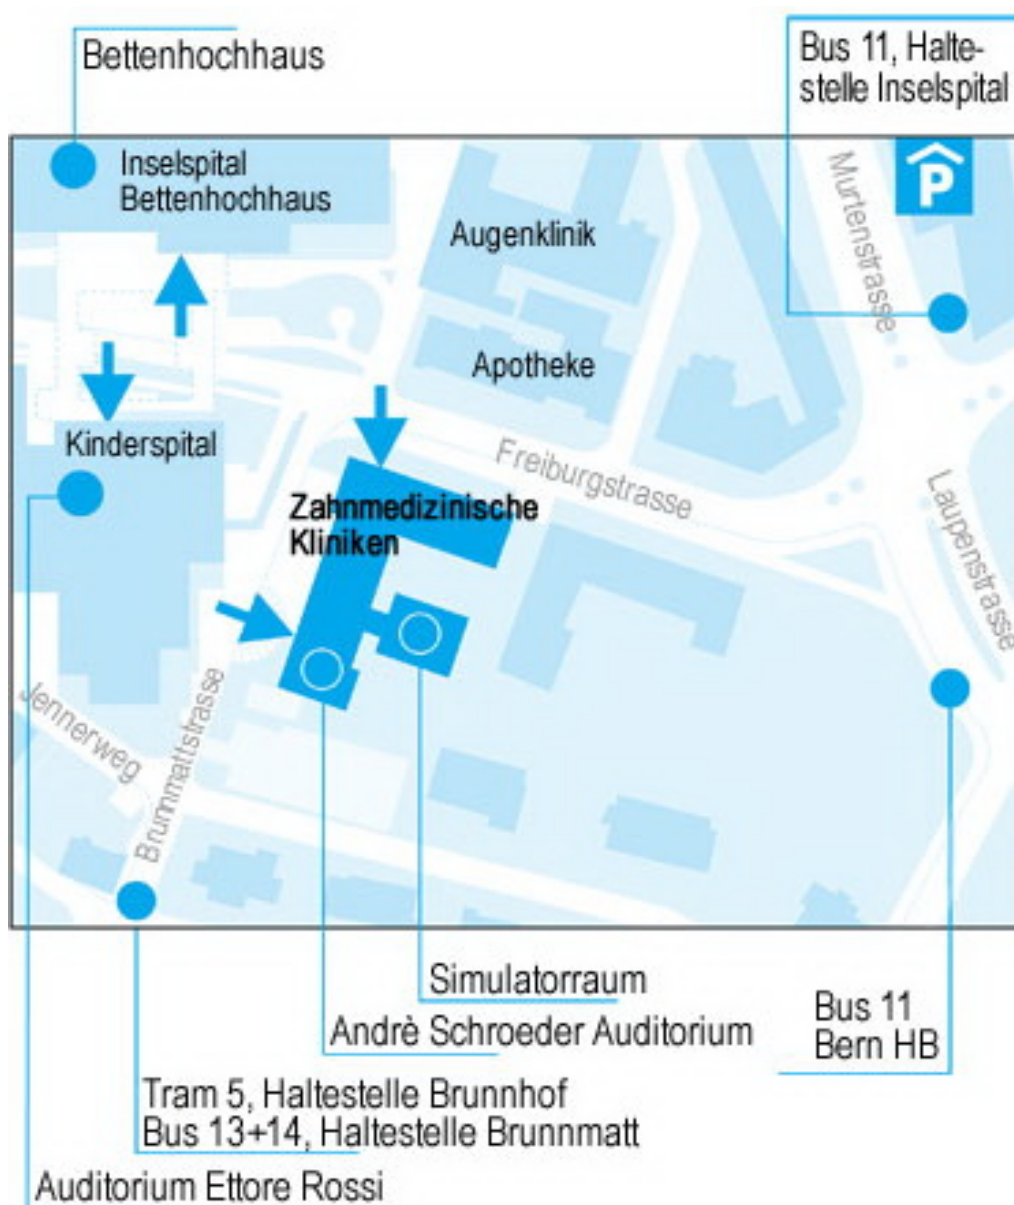 Bettenhochhaus
Bus 11, Halte-
stelle Inselspital
Inselspital
Bettenhochhaus
P
Murtenstrasse
Augenklinik
Apotheke
Kinderspital
Freiburgstrasse
Zahnmedizinische
Kliniken
Laupenstrasse
Jennerweg
Brunnmattstrasse
Simulatorraum
Andrè Schroeder Auditorium
Bus 11
Bern HB
Tram 5, Haltestelle Brunnhof
Bus 13+14, Haltestelle Brunnmatt
Auditorium Ettore Rossi